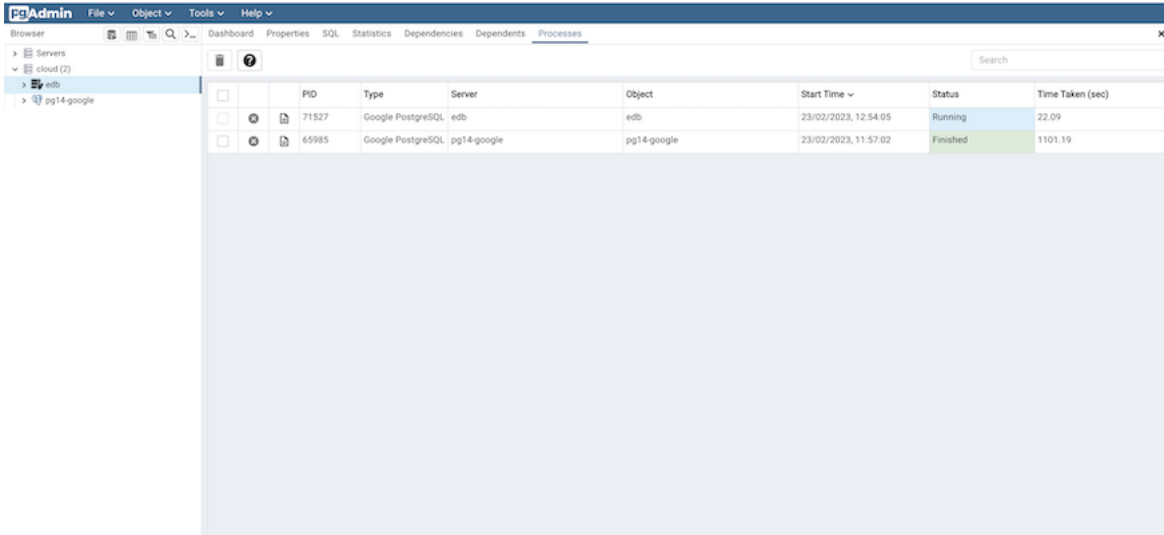 pgAdmin File Object Tools Help
Browser Dashboard Properties SQL Statistics Dependencies Dependents Processes
Servers
cloud (2)
edb
pg14-google
Search
PID Type Server Object Start Time Status Time Taken (sec)
71527 Google PostgreSQL edb edb 23/02/2023, 12:54:05 Running 22.09
65985 Google PostgreSQL pg14-google pg14-google 23/02/2023, 11:57:02 Finished 1101.19